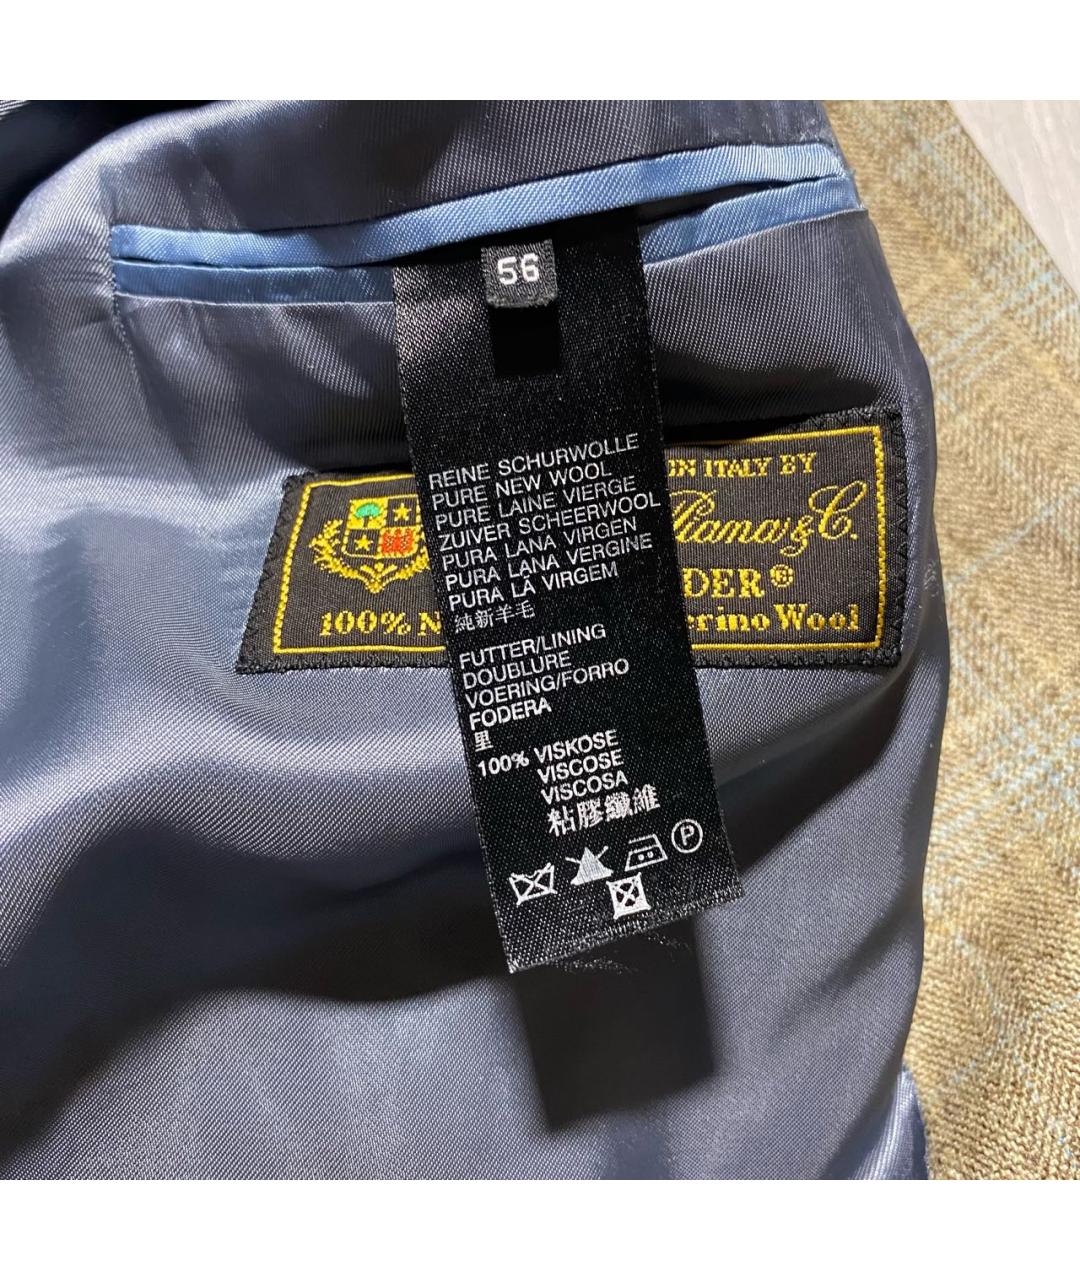 56
REINE SCHURWOLLE
PURE NEW WOOL
PURE LAINE VIERGE
ZUIVER SCHEERWOOL
PURA LANA VIRGEN
PURA LANA VERGINE
PURA LÃ VIRGEM
純新羊毛
FUTTER/LINING
DOUBLURE
VOERING/FORRO
FODERA
里
100% VISKOSE
VISCOSE
VISCOSA
粘膠纖維
P
IN ITALY BY
& C.
DER®
100% Wool